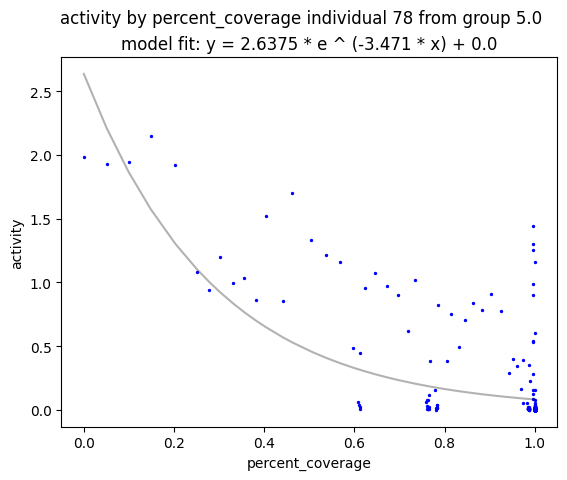 activity by percent_coverage individual 78 from group 5.0
model fit: y = 2.6375 * e ^ (-3.471 * x) + 0.0
2.5
2.0
1.5
1.0
0.5
0.0
activity
0.0 0.2 0.4 0.6 0.8 1.0
percent_coverage